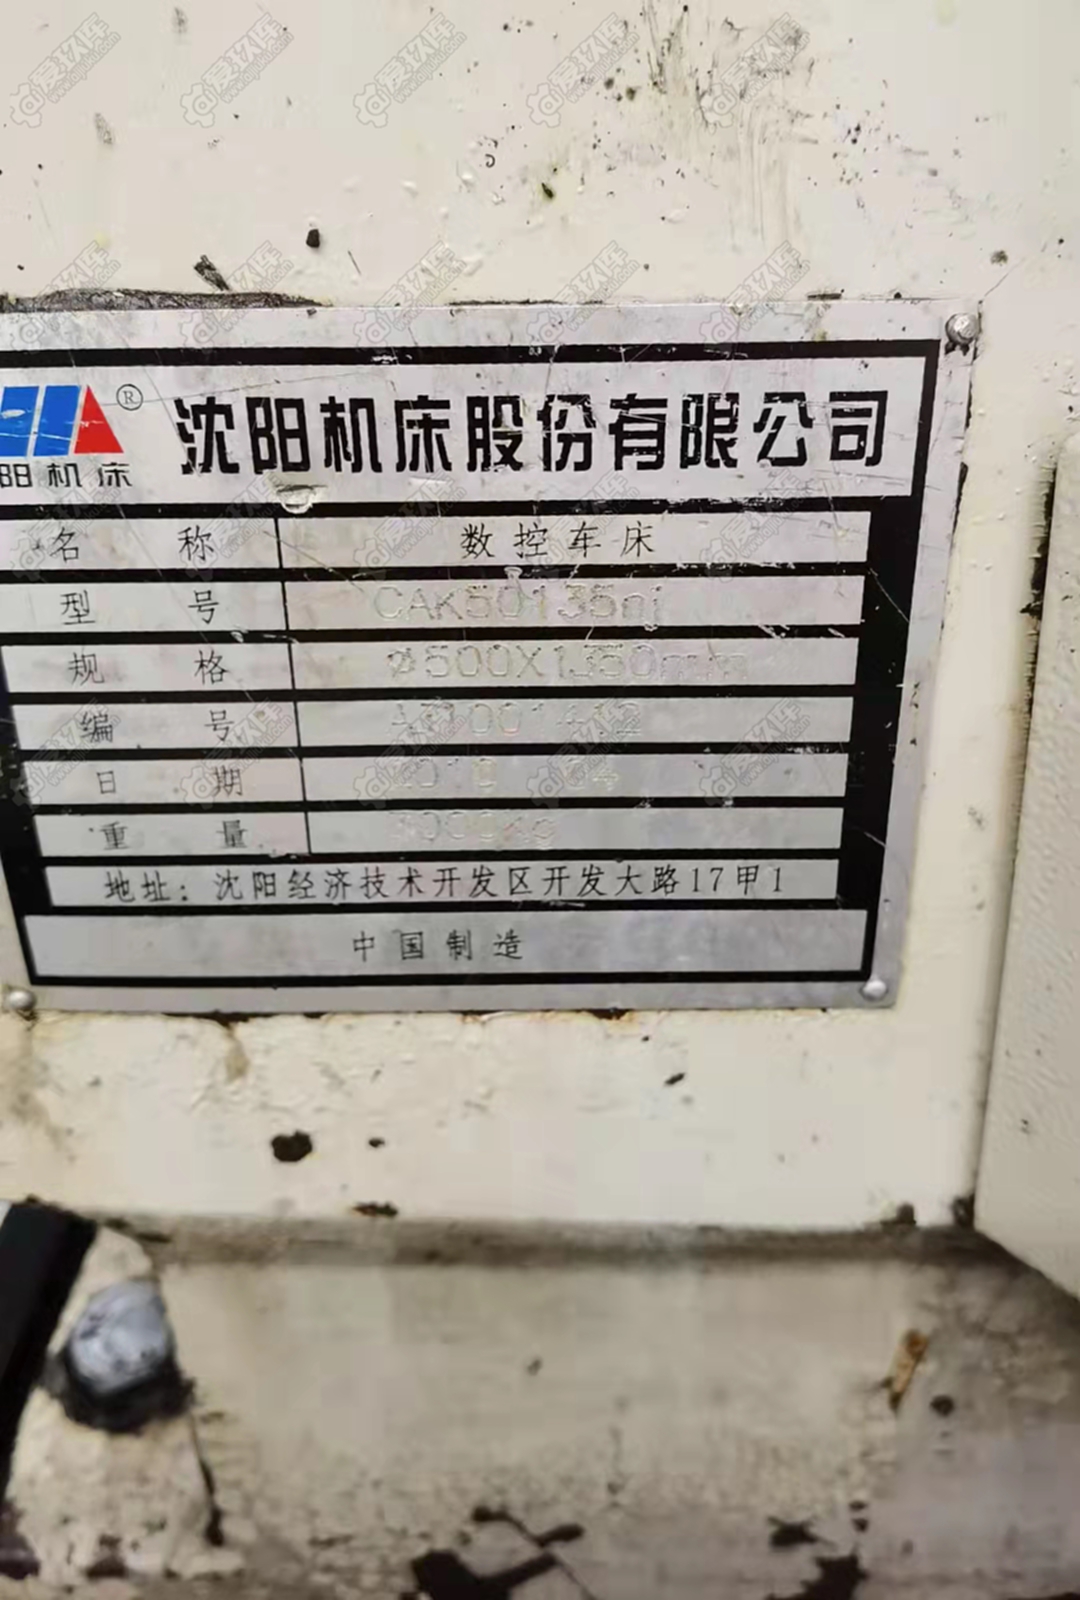 ® 沈阳机床股份有限公司
阳机床
名称 数控车床
型号 CAK50135nj
规格 φ500X1350mm
编号
日期
重量
地址：沈阳经济技术开发区开发大路17甲1
中国制造